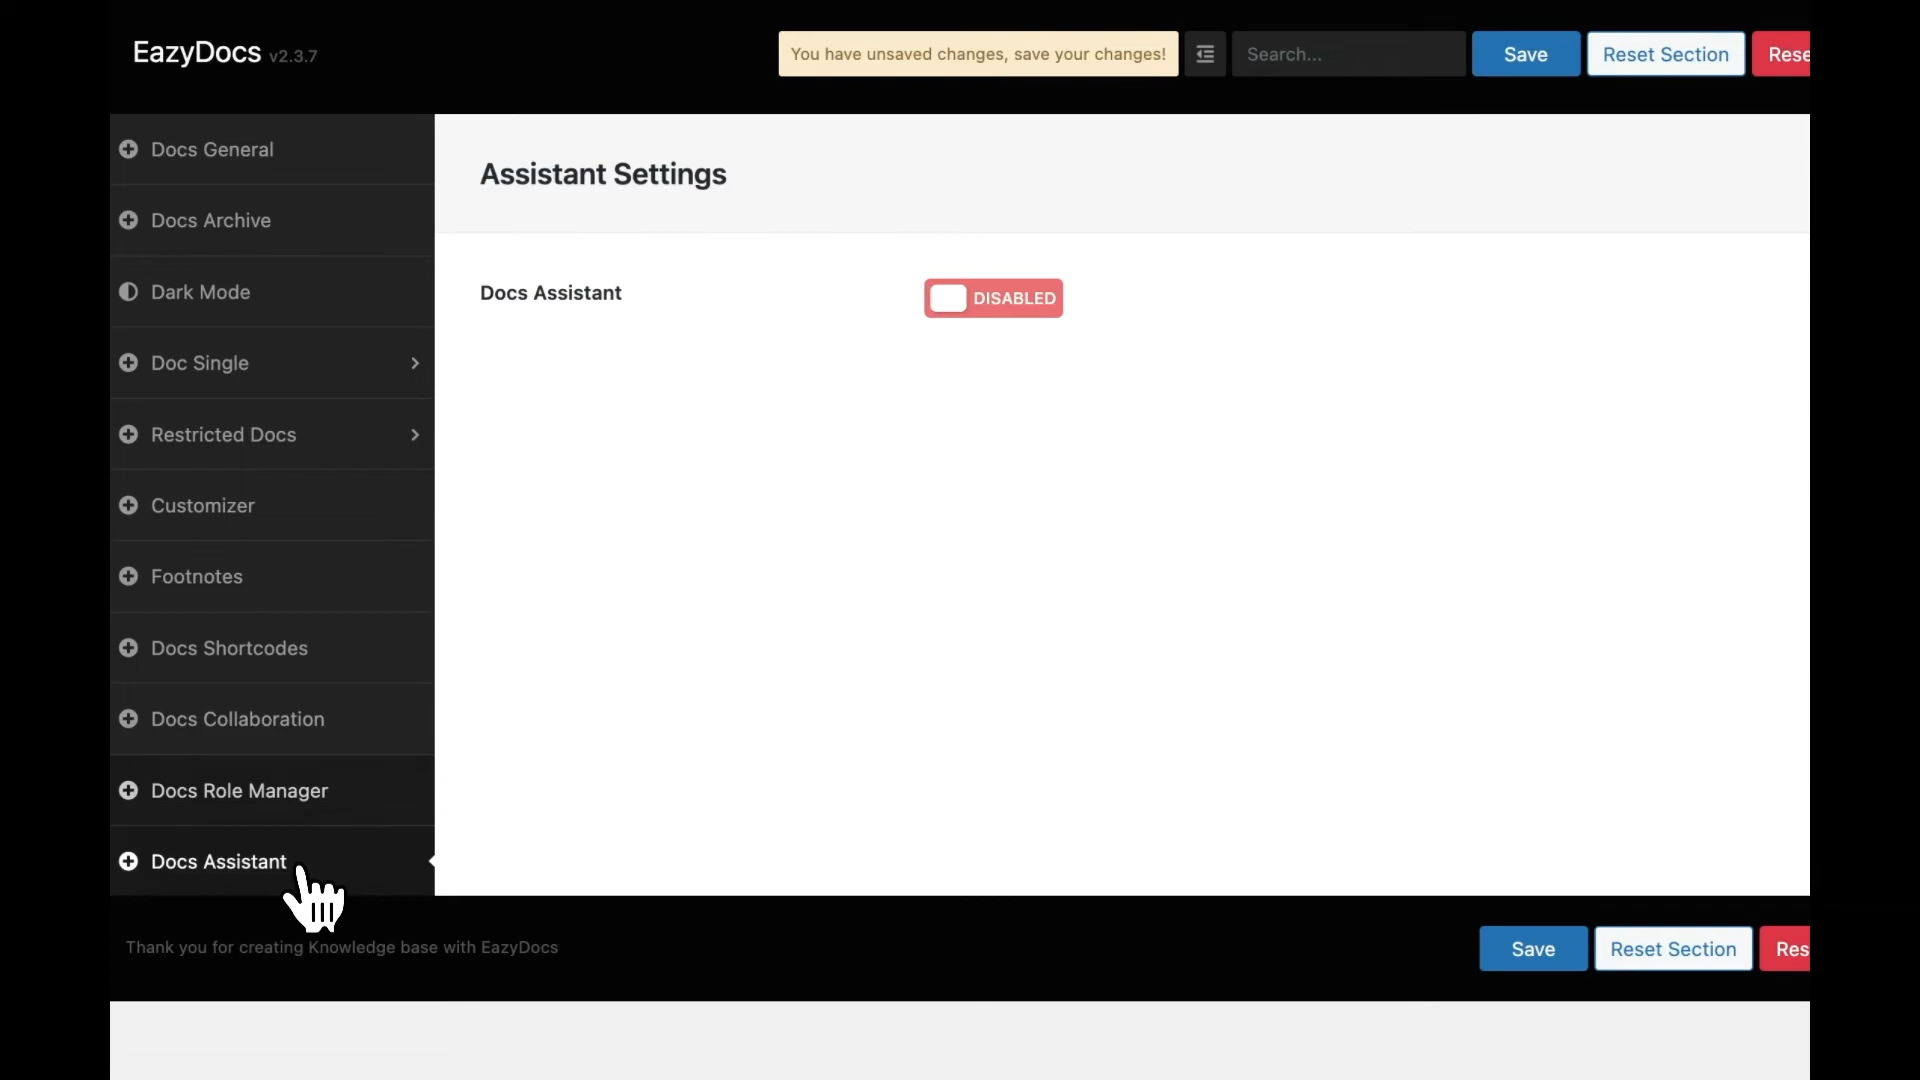 EazyDocs v2.3.7
You have unsaved changes, save your changes!
Search...
Save
Reset Section
Rese
Docs General
Docs Archive
Dark Mode
Doc Single
Restricted Docs
Customizer
Footnotes
Docs Shortcodes
Docs Collaboration
Docs Role Manager
Docs Assistant
Assistant Settings
Docs Assistant
DISABLED
Thank you for creating Knowledge base with EazyDocs
Save
Reset Section
Res